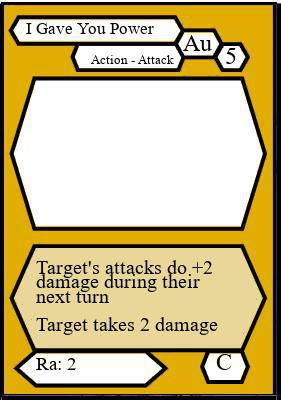 I Gave You Power
Au
Action - Attack
5
Target's attacks do +2
damage during their
next turn
Target takes 2 damage
Ra: 2
C